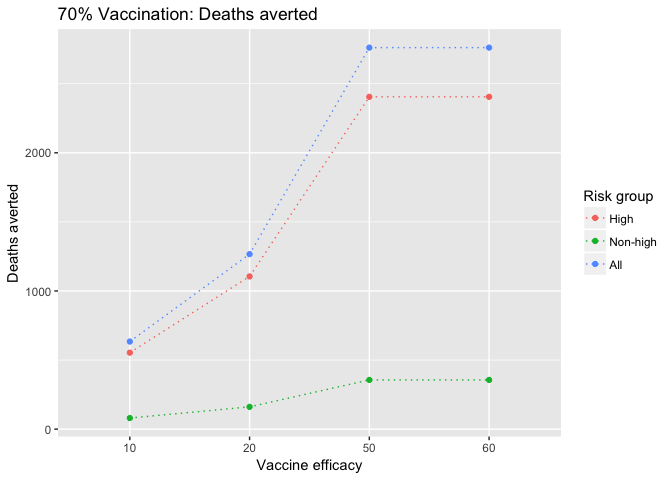 70% Vaccination: Deaths averted
Deaths averted
2000
1000
0
10 20 50 60
Vaccine efficacy
Risk group
High
Non-high
All